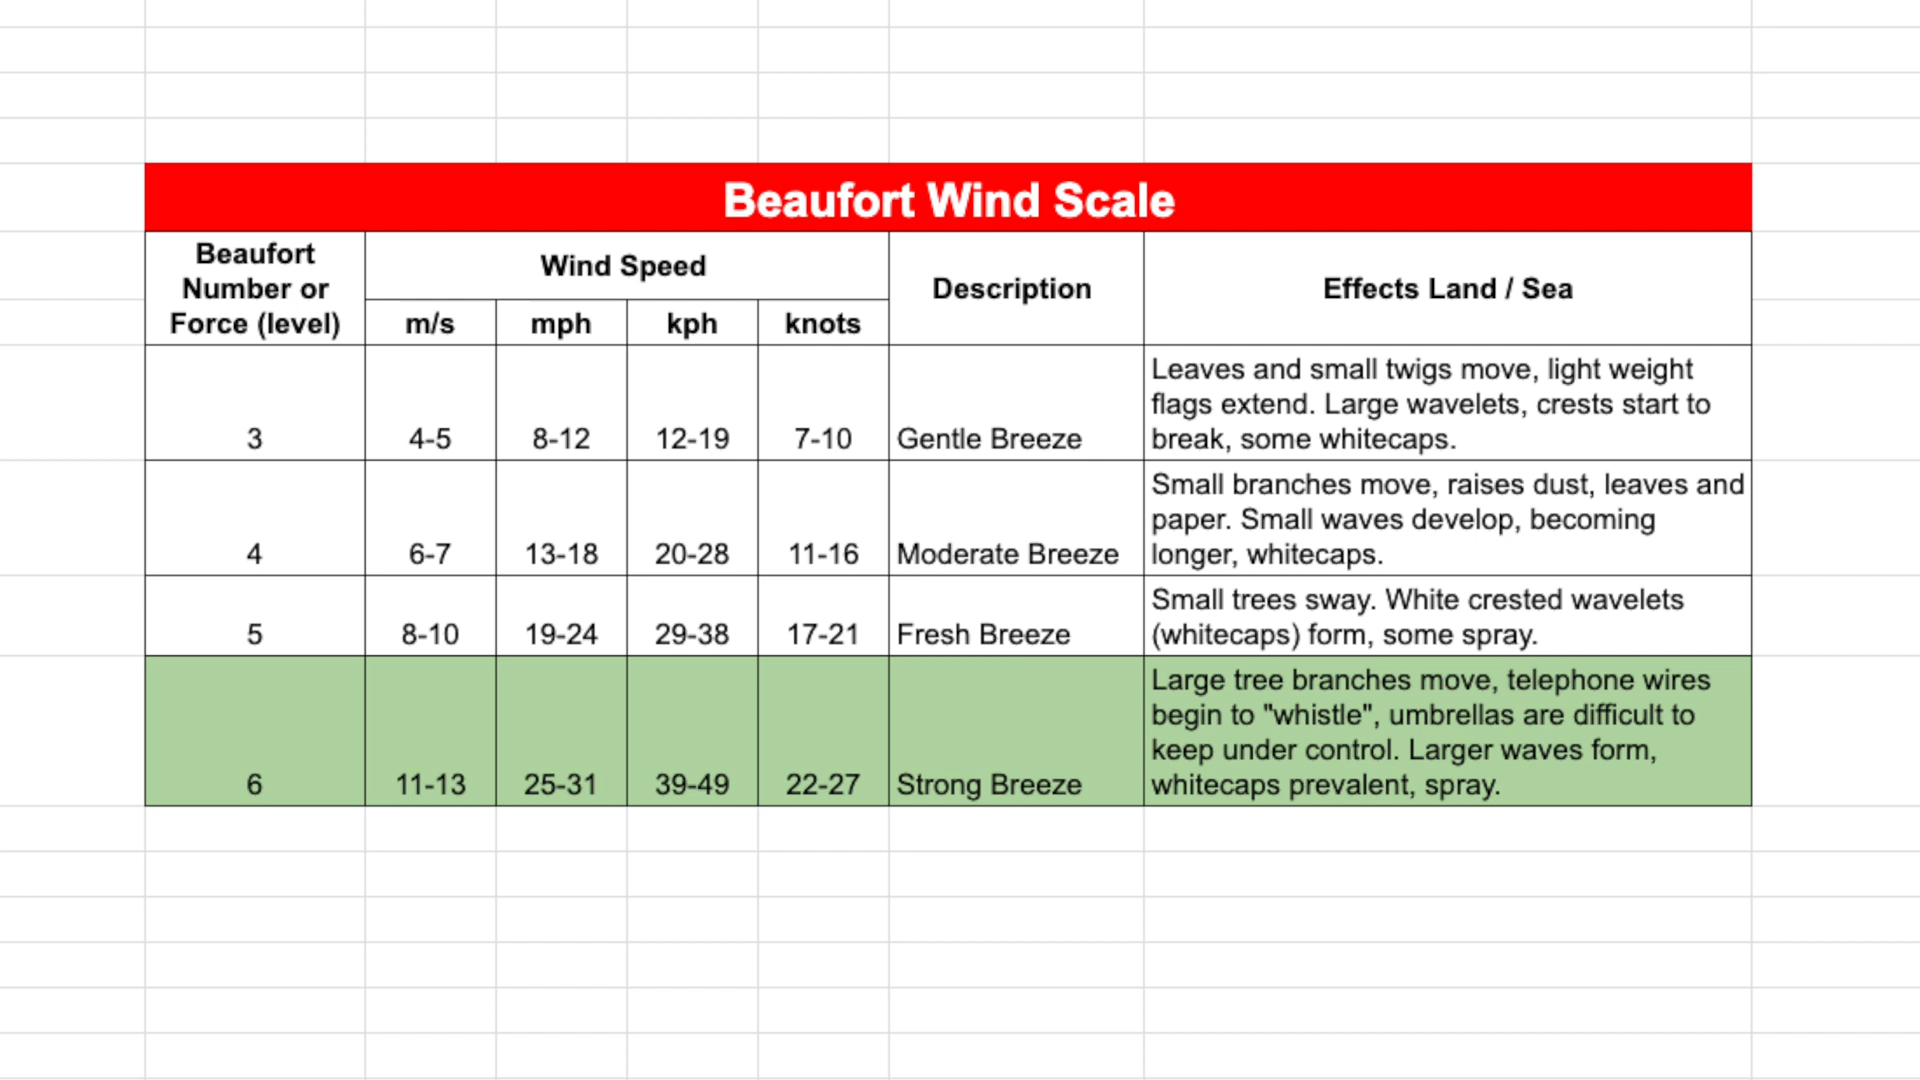 Beaufort Wind Scale
Beaufort
Number or
Force (level)
Wind Speed
m/s mph kph knots
Description
Effects Land / Sea
3 4-5 8-12 12-19 7-10 Gentle Breeze
Leaves and small twigs move, light weight
flags extend. Large wavelets, crests start to
break, some whitecaps.
4 6-7 13-18 20-28 11-16 Moderate Breeze
Small branches move, raises dust, leaves and
paper. Small waves develop, becoming
longer, whitecaps.
5 8-10 19-24 29-38 17-21 Fresh Breeze
Small trees sway. White crested wavelets
(whitecaps) form, some spray.
6 11-13 25-31 39-49 22-27 Strong Breeze
Large tree branches move, telephone wires
begin to "whistle", umbrellas are difficult to
keep under control. Larger waves form,
whitecaps prevalent, spray.